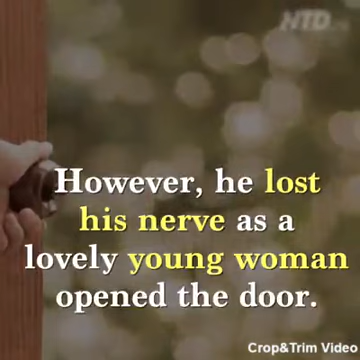 NTD
However, he lost
his nerve as a
lovely young woman
opened the door.
Crop&Trim Video